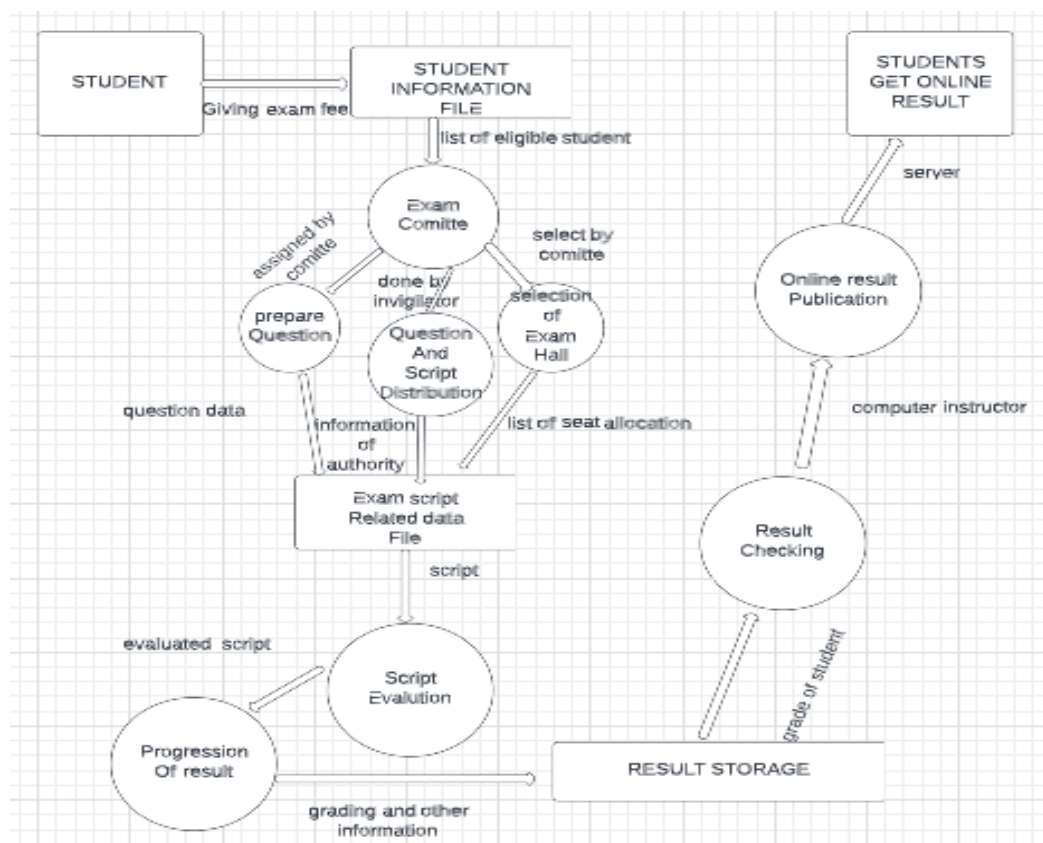 STUDENT
Giving exam fee
STUDENT
INFORMATION
FILE
list of eligible student
Exam
Comitte
assigned by
comitte
done by
invigilator
select by
comitte
prepare
Question
Question
And
Script
Distribution
selection
of
Exam
Hall
question data
information
of
authority
list of seat allocation
Exam script
Related data
File
script
Script
Evalution
evaluated script
Progression
Of result
grading and other
information
RESULT STORAGE
grade of student
Result
Checking
computer instructor
Online result
Publication
server
STUDENTS
GET ONLINE
RESULT